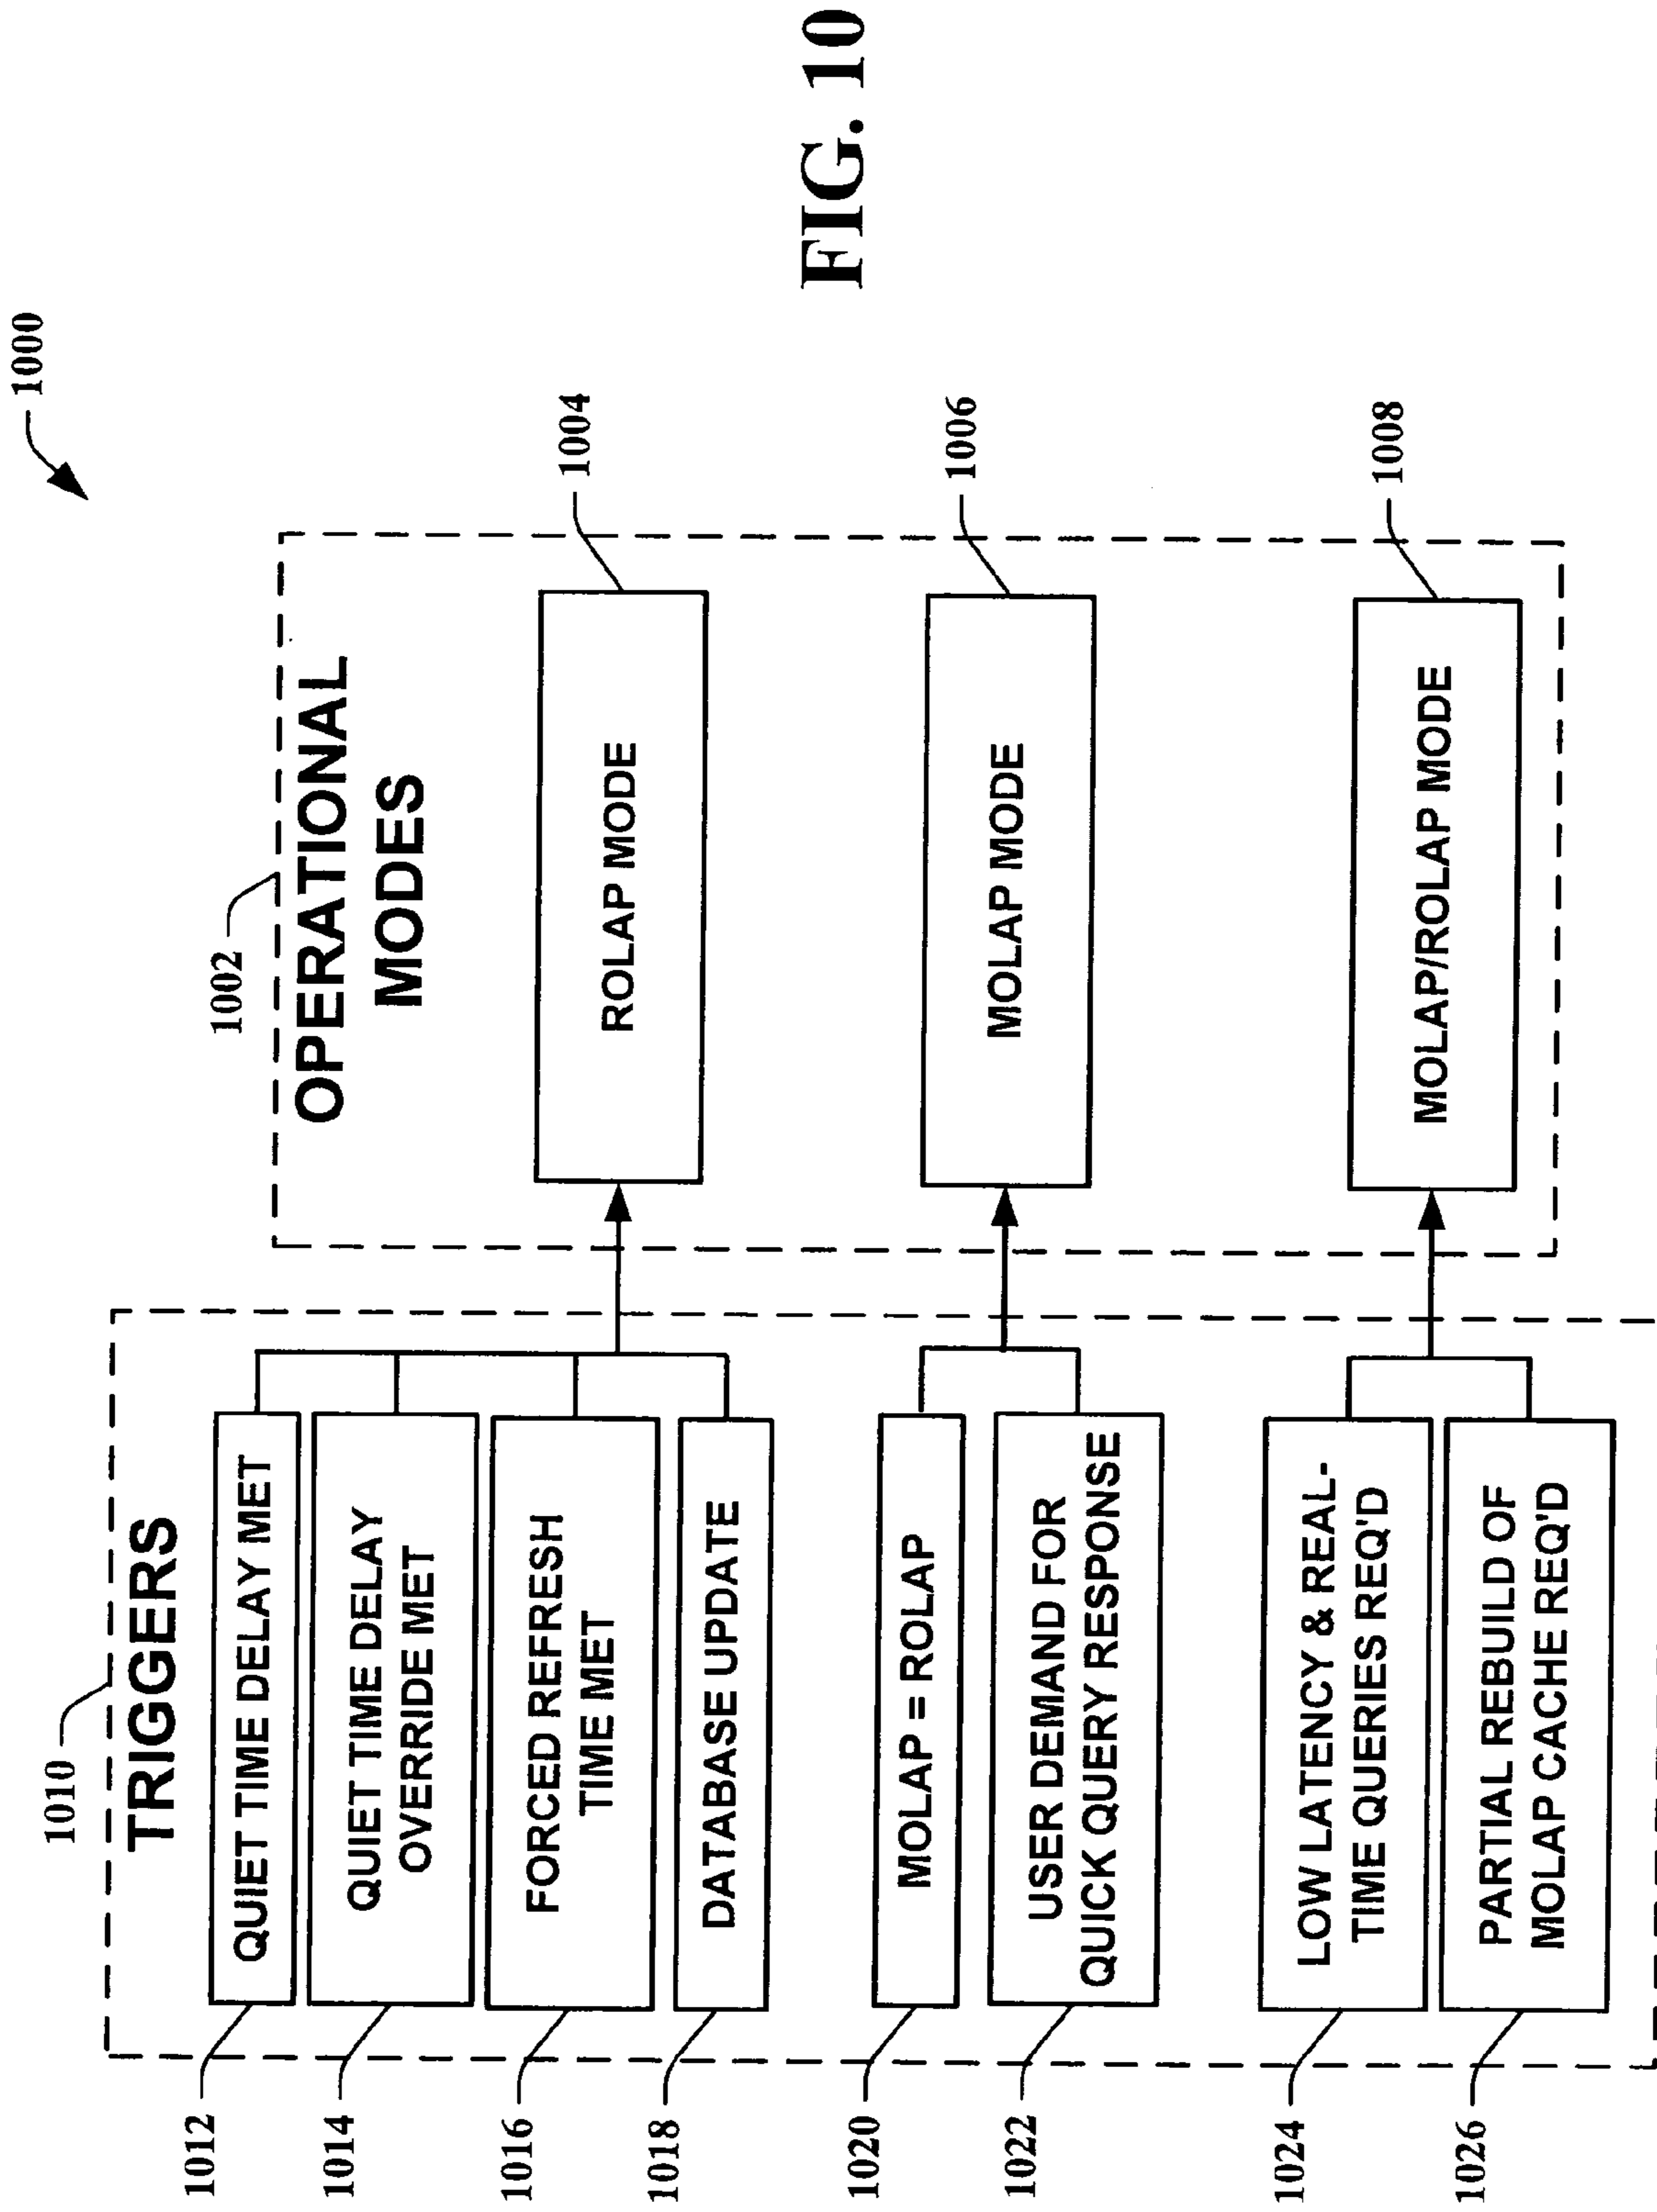 1000
1010
1002
TRIGGERS
OPERATIONAL
MODES
1012
QUIET TIME DELAY MET
1014
QUIET TIME DELAY
OVERRIDE MET
1016
FORCED REFRESH
TIME MET
1018
DATABASE UPDATE
ROLAP MODE
1004
1020
MOLAP = ROLAP
1022
USER DEMAND FOR
QUICK QUERY RESPONSE
MOLAP MODE
1006
1024
LOW LATENCY & REAL-
TIME QUERIES REQ'D
1026
PARTIAL REBUILD OF
MOLAP CACHE REQ'D
MOLAP/ROLAP MODE
1008
FIG. 10